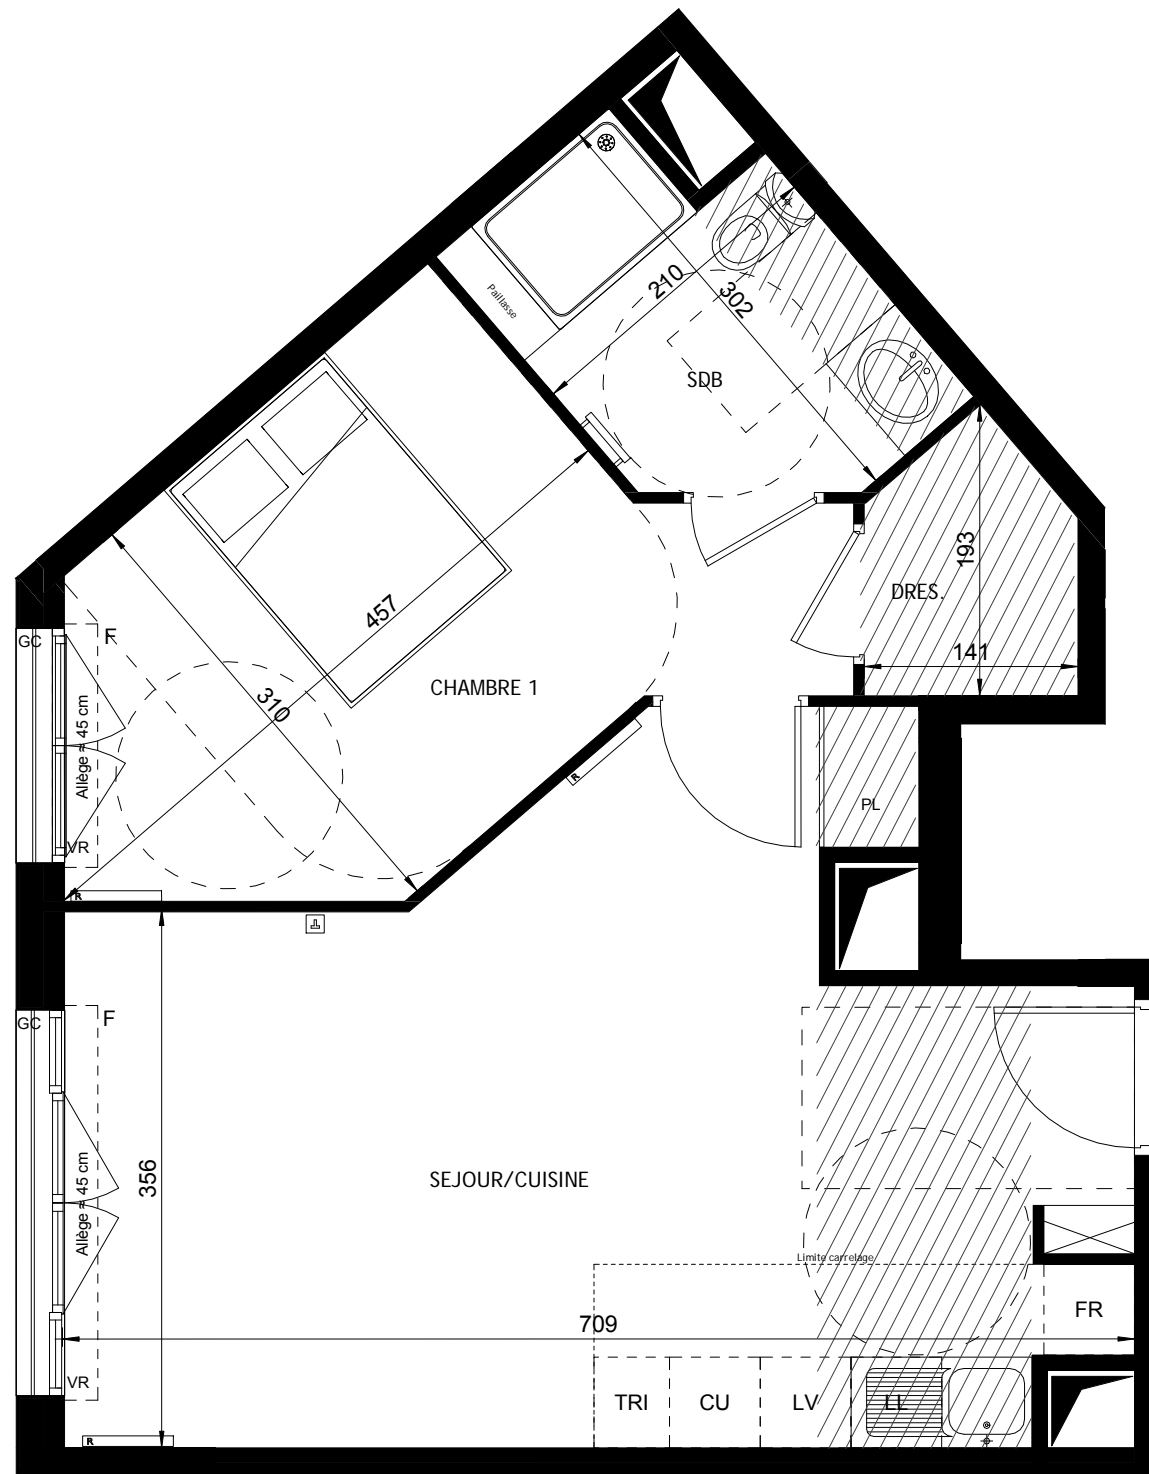 Paillasse
210
302
SDB
457
193
DRES.
141
GC
F
310
CHAMBRE 1
Allège = 45 cm
VR
R
PL
R
GC
F
356
SEJOUR/CUISINE
Allège = 45 cm
Limite carrelage
FR
709
VR
TRI
CU
LV
LL
R